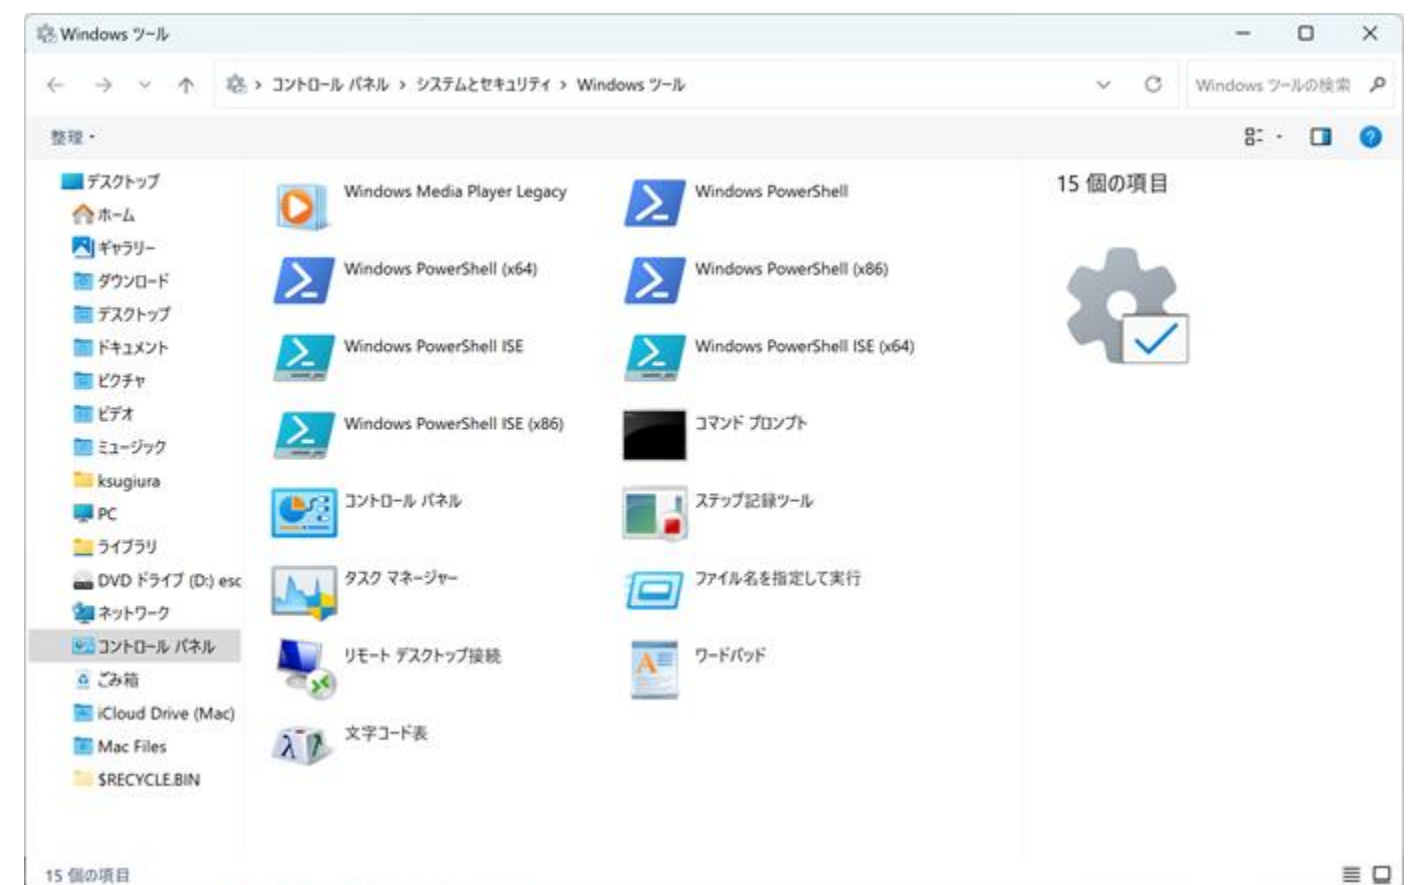 Windows ツール
コントロール パネル › システムとセキュリティ › Windows ツール
Windows ツールの検索
整理
デスクトップ
ホーム
ギャラリー
ダウンロード
デスクトップ
ドキュメント
ピクチャ
ビデオ
ミュージック
ksugiura
PC
ライブラリ
DVD ドライブ (D:) esc
ネットワーク
コントロール パネル
ごみ箱
iCloud Drive (Mac)
Mac Files
$RECYCLE.BIN
Windows Media Player Legacy
Windows PowerShell
Windows PowerShell (x64)
Windows PowerShell (x86)
Windows PowerShell ISE
Windows PowerShell ISE (x64)
Windows PowerShell ISE (x86)
コマンド プロンプト
コントロール パネル
ステップ記録ツール
タスク マネージャー
ファイル名を指定して実行
リモート デスクトップ接続
ワードパッド
文字コード表
15 個の項目
15 個の項目